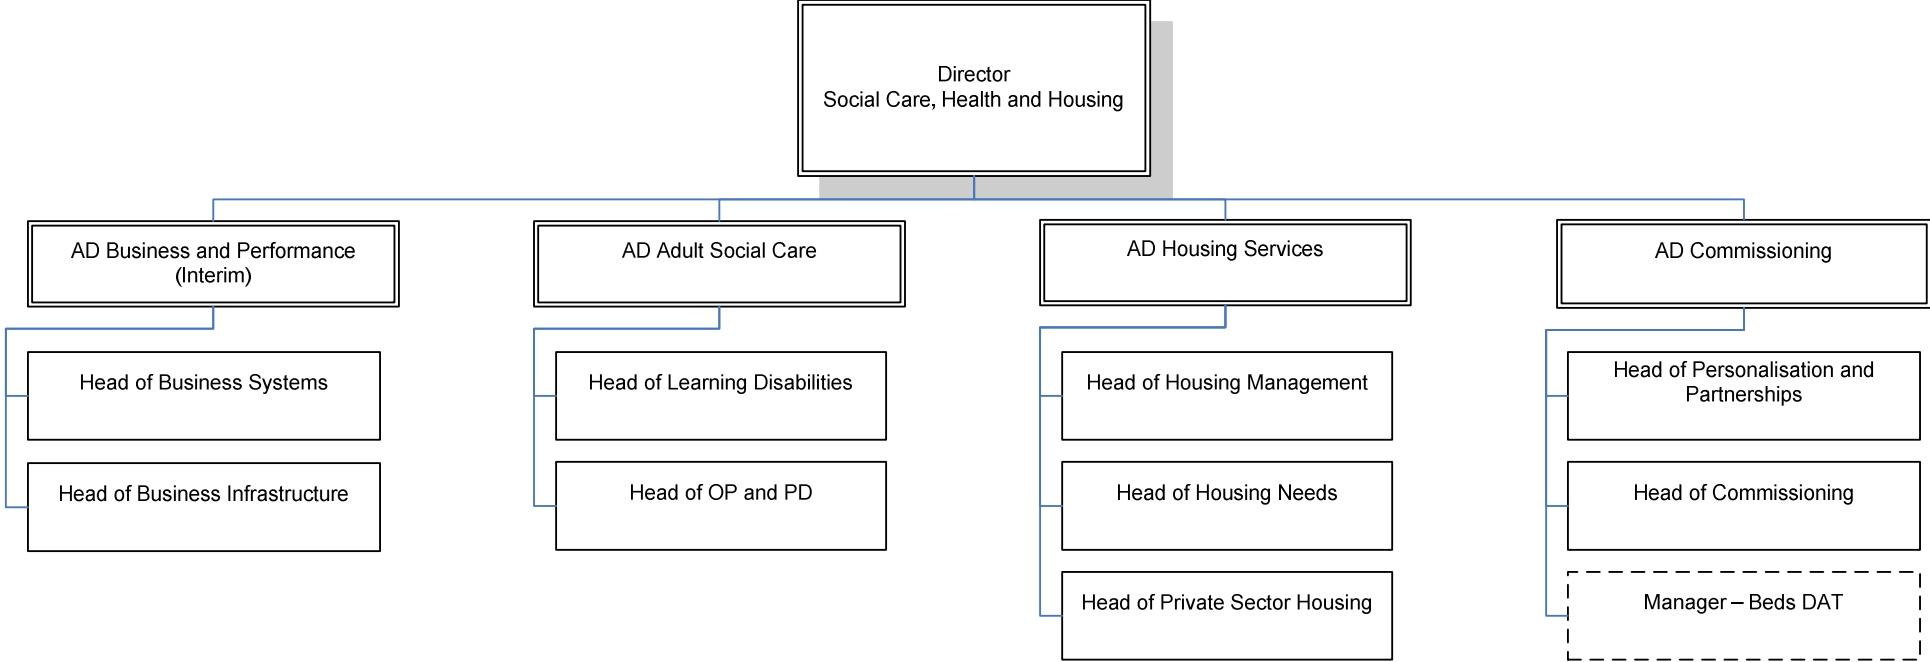 Director
Social Care, Health and Housing
AD Business and Performance
(Interim)
AD Adult Social Care
AD Housing Services
AD Commissioning
Head of Business Systems
Head of Learning Disabilities
Head of Housing Management
Head of Personalisation and
Partnerships
Head of Business Infrastructure
Head of OP and PD
Head of Housing Needs
Head of Commissioning
Head of Private Sector Housing
Manager – Beds DAT